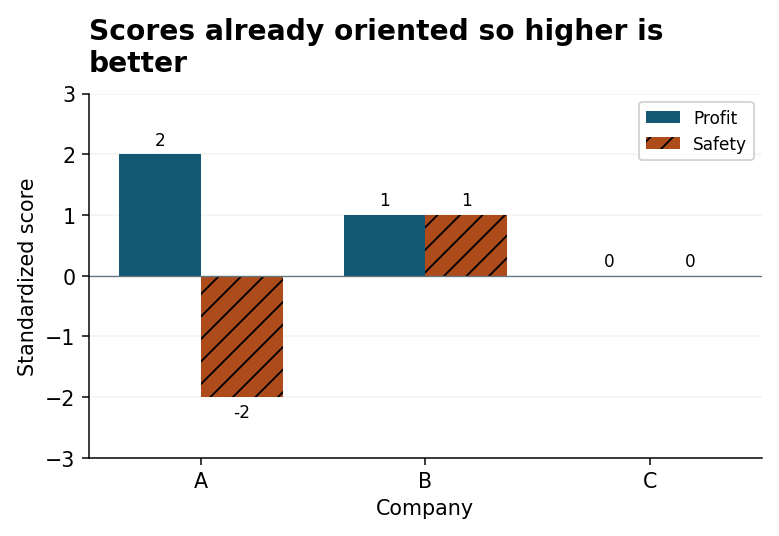 Scores already oriented so higher is
better
3
2
1
0
−1
−2
−3
Standardized score
2
-2
1
1
0
0
Profit
Safety
A
B
C
Company